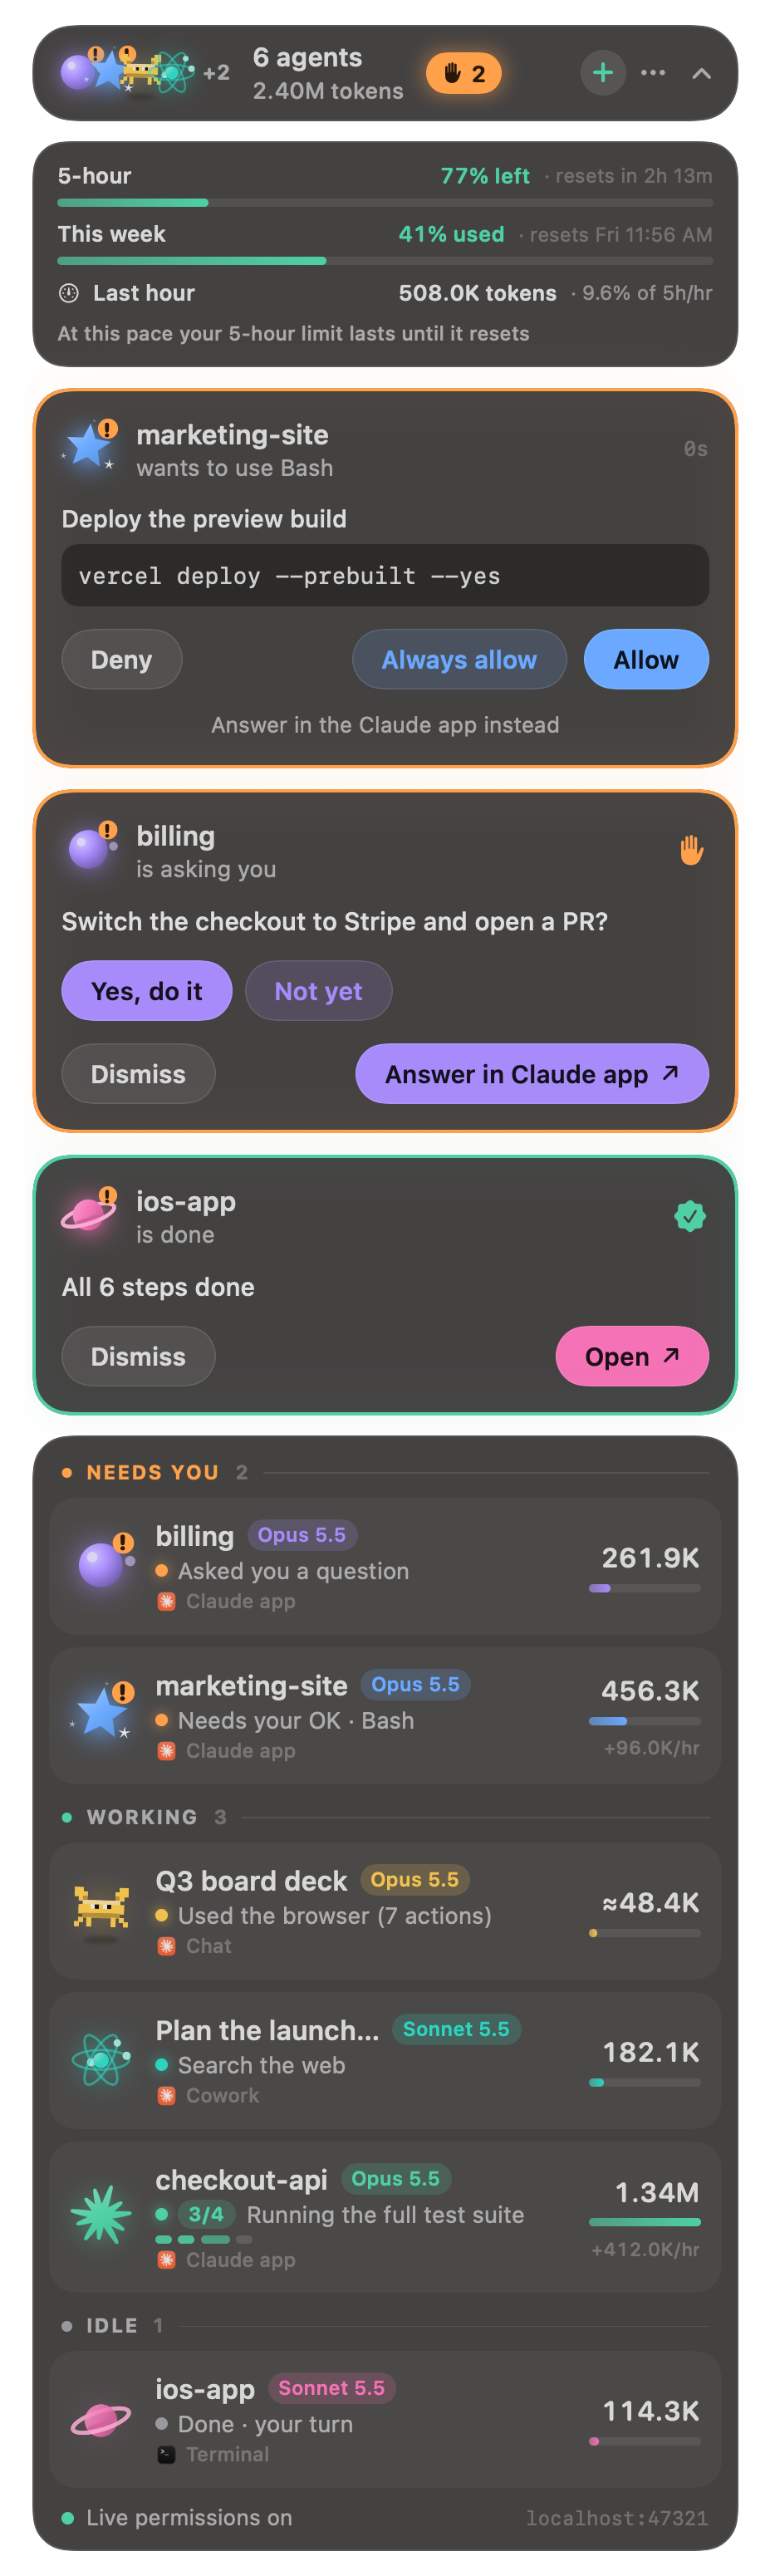 +2
6 agents
2.40M tokens
2
5-hour
77% left · resets in 2h 13m
This week
41% used · resets Fri 11:56 AM
Last hour
508.0K tokens · 9.6% of 5h/hr
At this pace your 5-hour limit lasts until it resets
marketing-site
wants to use Bash
0s
Deploy the preview build
vercel deploy --prebuilt --yes
Deny
Always allow
Allow
Answer in the Claude app instead
billing
is asking you
Switch the checkout to Stripe and open a PR?
Yes, do it
Not yet
Dismiss
Answer in Claude app ↗
ios-app
is done
All 6 steps done
Dismiss
Open ↗
NEEDS YOU 2
billing Opus 5.5
Asked you a question
Claude app
261.9K
marketing-site Opus 5.5
Needs your OK · Bash
Claude app
456.3K
+96.0K/hr
WORKING 3
Q3 board deck Opus 5.5
Used the browser (7 actions)
Chat
≈48.4K
Plan the launch... Sonnet 5.5
Search the web
Cowork
182.1K
checkout-api Opus 5.5
3/4 Running the full test suite
Claude app
1.34M
+412.0K/hr
IDLE 1
ios-app Sonnet 5.5
Done · your turn
Terminal
114.3K
Live permissions on
localhost:47321